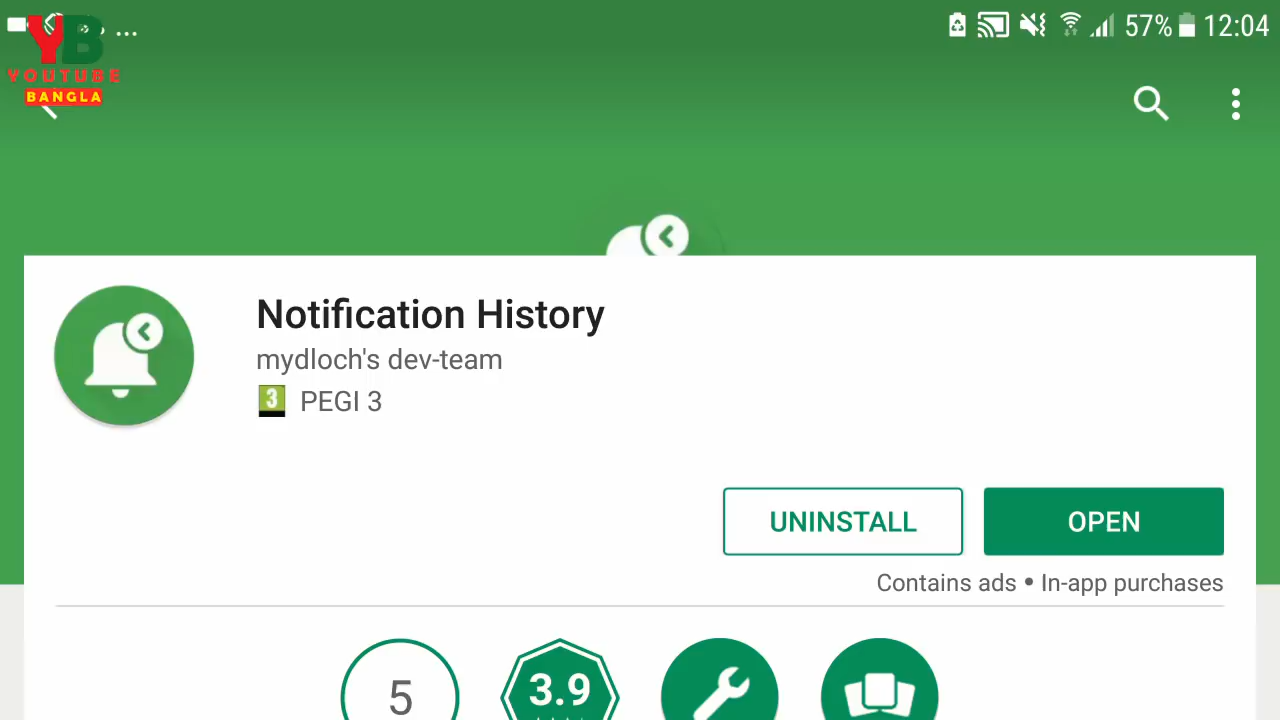 YB
YOUTUBE
BANGLA
...
57% 12:04
Notification History
mydloch's dev-team
3 PEGI 3
UNINSTALL
OPEN
Contains ads • In-app purchases
5
3.9